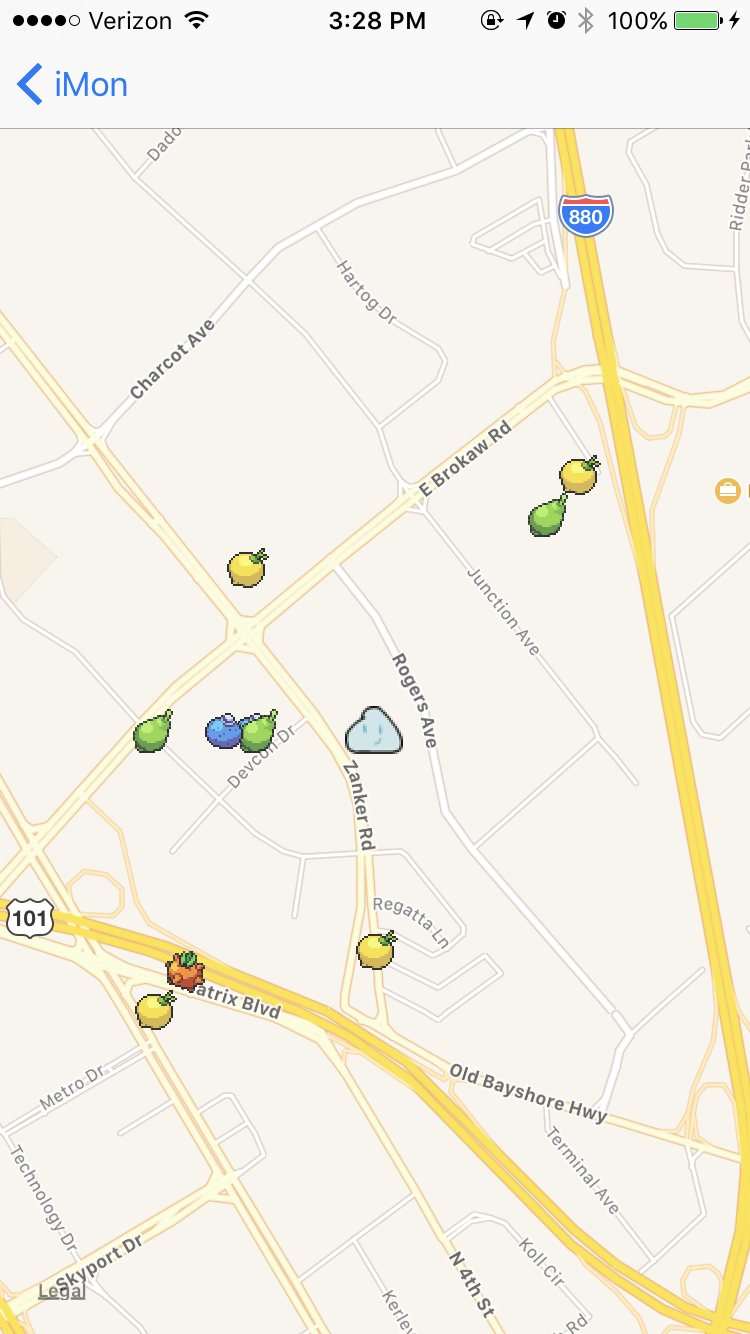 Verizon 3:28 PM 100%
iMon
Dado
880
Ridder Park
Hartog Dr
Charcot Ave
E Brokaw Rd
Junction Ave
Rogers Ave
Devcon Dr
Zanker Rd
Regatta Ln
101
atrix Blvd
Old Bayshore Hwy
Metro Dr
Terminal Ave
Technology Dr
Skyport Dr
Koll Cir
N 4th St
Legal
Kerley
Rd